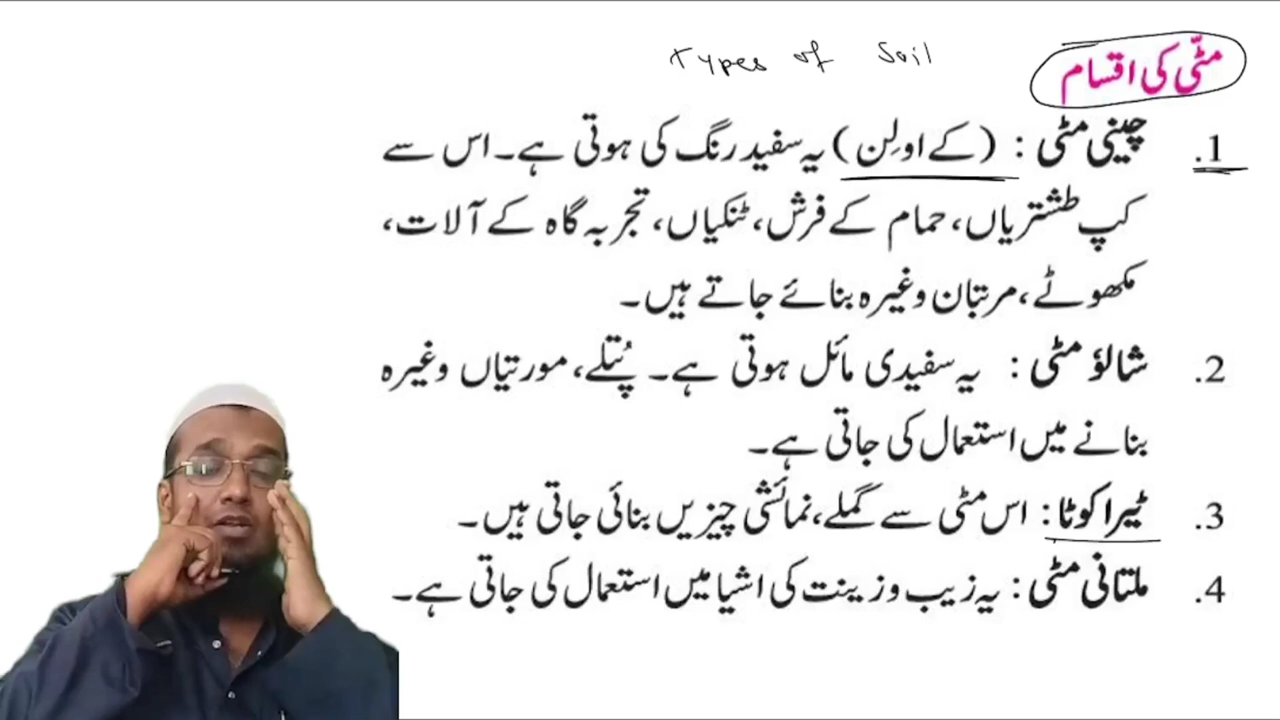 Types of Soil
مٹی کی اقسام
1. چینی مٹی : (کے اولِن) یہ سفید رنگ کی ہوتی ہے۔ اس سے
کپ طشتریاں، حمام کے فرش، ٹنکیاں، تجربہ گاہ کے آلات،
مکھوٹے، مرتبان وغیرہ بنائے جاتے ہیں۔
2. شالوٗ مٹی : یہ سفیدی مائل ہوتی ہے۔ پُتلے، مورتیاں وغیرہ
بنانے میں استعمال کی جاتی ہے۔
3. ٹیراکوٹا : اس مٹی سے گملے، نمائشی چیزیں بنائی جاتی ہیں۔
4. ملتانی مٹی : یہ زیب و زینت کی اشیا میں استعمال کی جاتی ہے۔